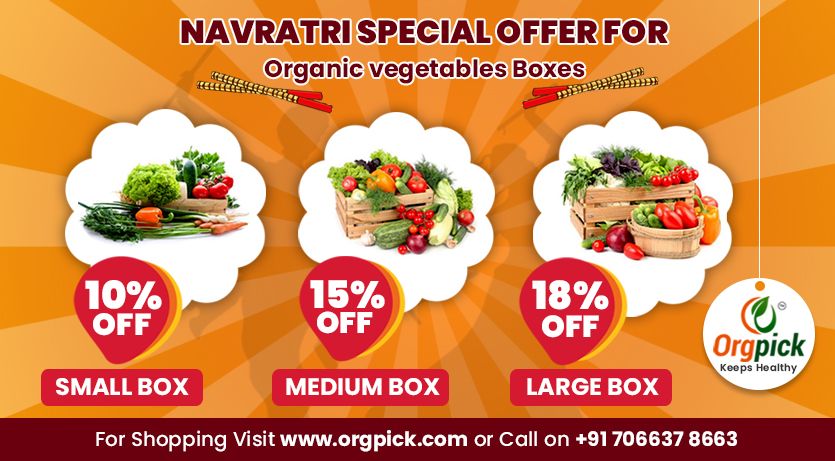 NAVRATRI SPECIAL OFFER FOR
Organic vegetables Boxes
10%
OFF
SMALL BOX
15%
OFF
MEDIUM BOX
18%
OFF
LARGE BOX
TM
Orgpick
Keeps Healthy
For Shopping Visit www.orgpick.com or Call on +91 706637 8663